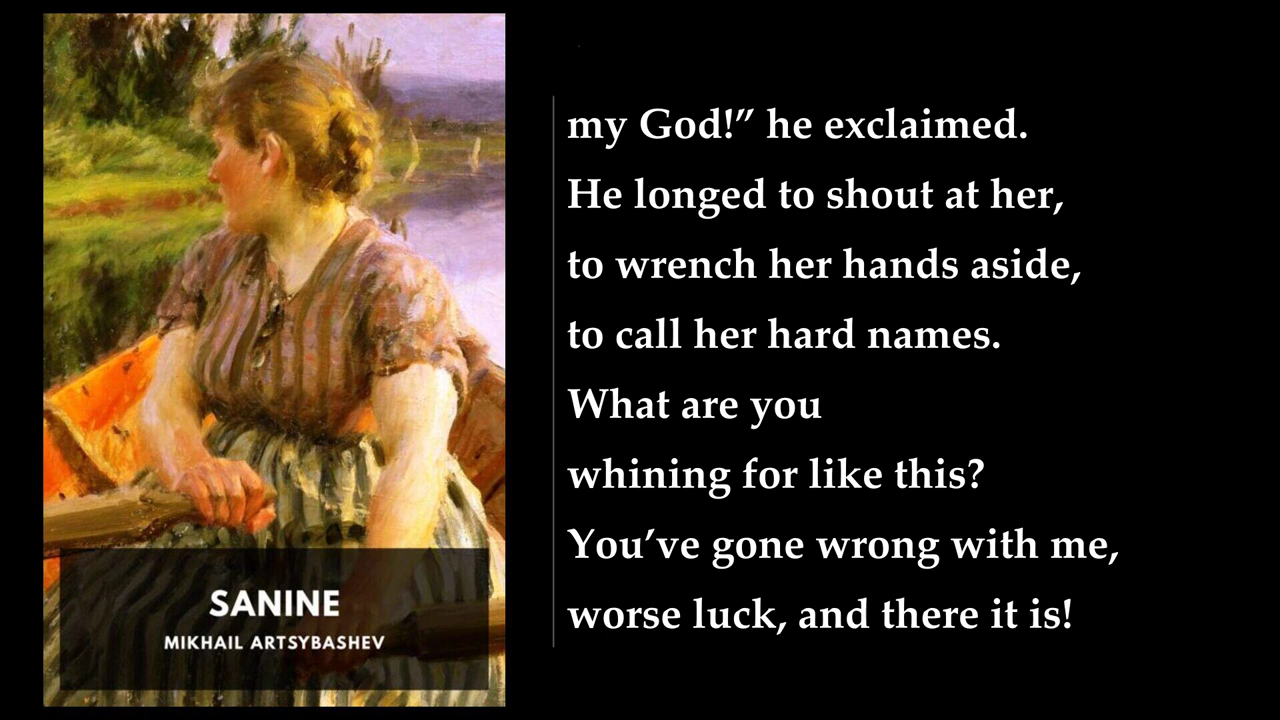 SANINE
MIKHAIL ARTSYBASHEV
my God!” he exclaimed.
He longed to shout at her,
to wrench her hands aside,
to call her hard names.
What are you
whining for like this?
You’ve gone wrong with me,
worse luck, and there it is!